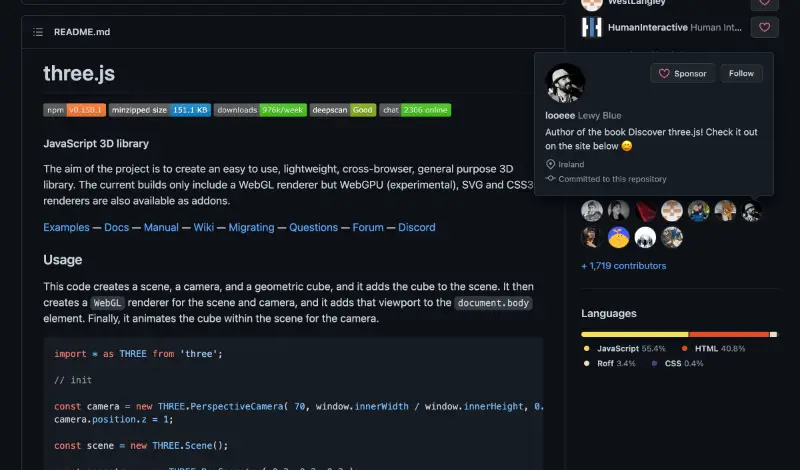 WestLangley
HumanInteractive Human Int...
README.md
three.js
npm v0.150.1 minzipped size 151.1 KB downloads 976k/week deepscan Good chat 2306 online
JavaScript 3D library
The aim of the project is to create an easy to use, lightweight, cross-browser, general purpose 3D
library. The current builds only include a WebGL renderer but WebGPU (experimental), SVG and CSS3
renderers are also available as addons.
Examples — Docs — Manual — Wiki — Migrating — Questions — Forum — Discord
Usage
This code creates a scene, a camera, and a geometric cube, and it adds the cube to the scene. It then
creates a WebGL renderer for the scene and camera, and it adds that viewport to the document.body
element. Finally, it animates the cube within the scene for the camera.
import * as THREE from 'three';
// init
const camera = new THREE.PerspectiveCamera( 70, window.innerWidth / window.innerHeight, 0.
camera.position.z = 1;
const scene = new THREE.Scene();
Sponsor
Follow
looeee Lewy Blue
Author of the book Discover three.js! Check it out
on the site below 😄
Ireland
Committed to this repository
+ 1,719 contributors
Languages
JavaScript 55.4% HTML 40.8%
Roff 3.4% CSS 0.4%